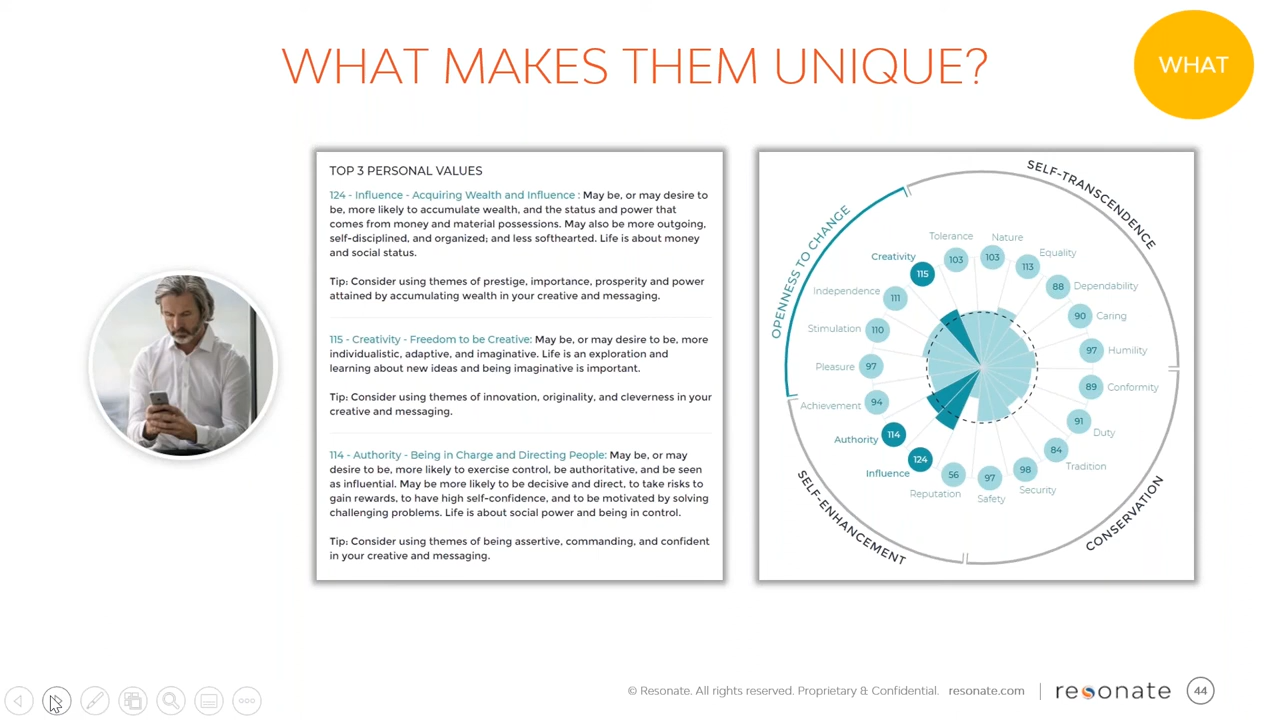 WHAT MAKES THEM UNIQUE?
WHAT
TOP 3 PERSONAL VALUES
124 - Influence - Acquiring Wealth and Influence : May be, or may desire to
be, more likely to accumulate wealth, and the status and power that
comes from money and material possessions. May also be more outgoing,
self-disciplined, and organized; and less softhearted. Life is about money
and social status.
Tip: Consider using themes of prestige, importance, prosperity and power
attained by accumulating wealth in your creative and messaging.
115 - Creativity - Freedom to be Creative: May be, or may desire to be, more
individualistic, adaptive, and imaginative. Life is an exploration and
learning about new ideas and being imaginative is important.
Tip: Consider using themes of innovation, originality, and cleverness in your
creative and messaging.
114 - Authority - Being in Charge and Directing People: May be, or may
desire to be, more likely to exercise control, be authoritative, and be seen
as influential. May be more likely to be decisive and direct, to take risks to
gain rewards, to have high self-confidence, and to be motivated by solving
challenging problems. Life is about social power and being in control.
Tip: Consider using themes of being assertive, commanding, and confident
in your creative and messaging.
SELF-TRANSCENDENCE
OPENNESS TO CHANGE
SELF-ENHANCEMENT
CONSERVATION
Tolerance
103
Nature
103
Equality
113
Dependability
88
Caring
90
Humility
97
Conformity
89
Duty
91
Tradition
84
Security
98
Safety
97
Reputation
56
Influence
124
Authority
114
Achievement
94
Pleasure
97
Stimulation
110
Independence
111
Creativity
115
© Resonate. All rights reserved. Proprietary & Confidential. resonate.com
resonate
44